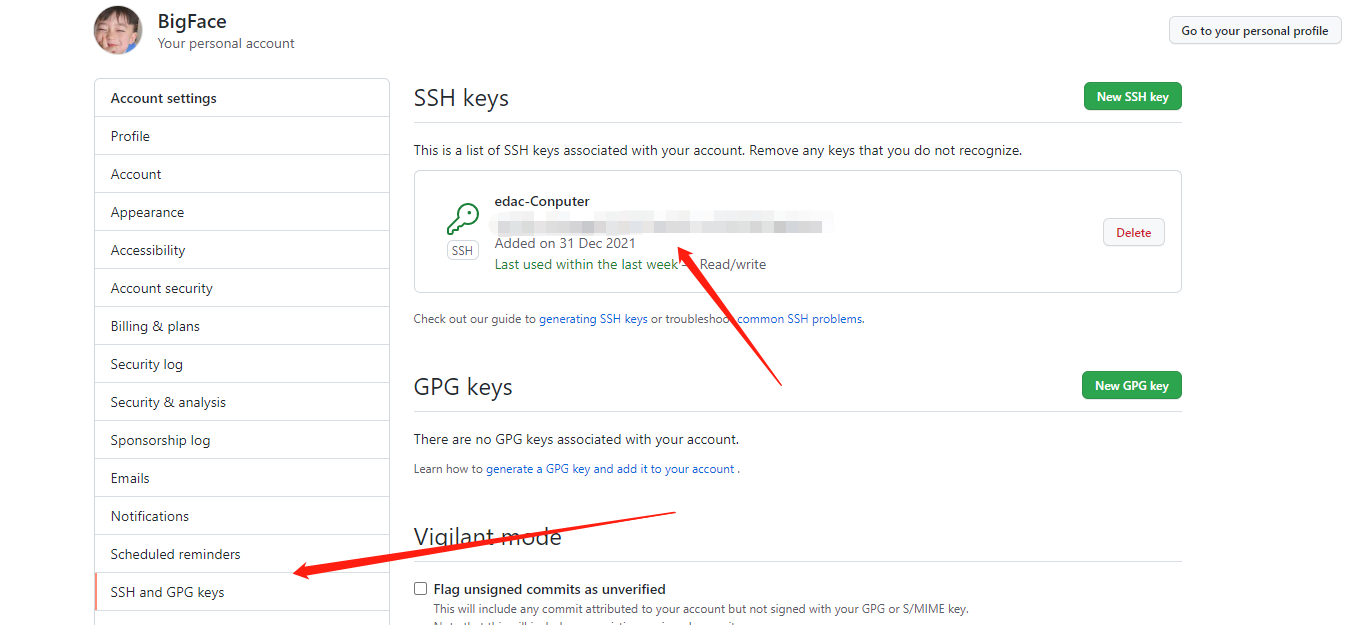 BigFace
Your personal account
Go to your personal profile
Account settings
Profile
Account
Appearance
Accessibility
Account security
Billing & plans
Security log
Security & analysis
Sponsorship log
Emails
Notifications
Scheduled reminders
SSH and GPG keys
SSH keys
New SSH key
This is a list of SSH keys associated with your account. Remove any keys that you do not recognize.
edac-Conputer
SSH
Added on 31 Dec 2021
Last used within the last week — Read/write
Delete
Check out our guide to generating SSH keys or troubleshoot common SSH problems.
GPG keys
New GPG key
There are no GPG keys associated with your account.
Learn how to generate a GPG key and add it to your account .
Vigilant mode
Flag unsigned commits as unverified
This will include any commit attributed to your account but not signed with your GPG or S/MIME key.